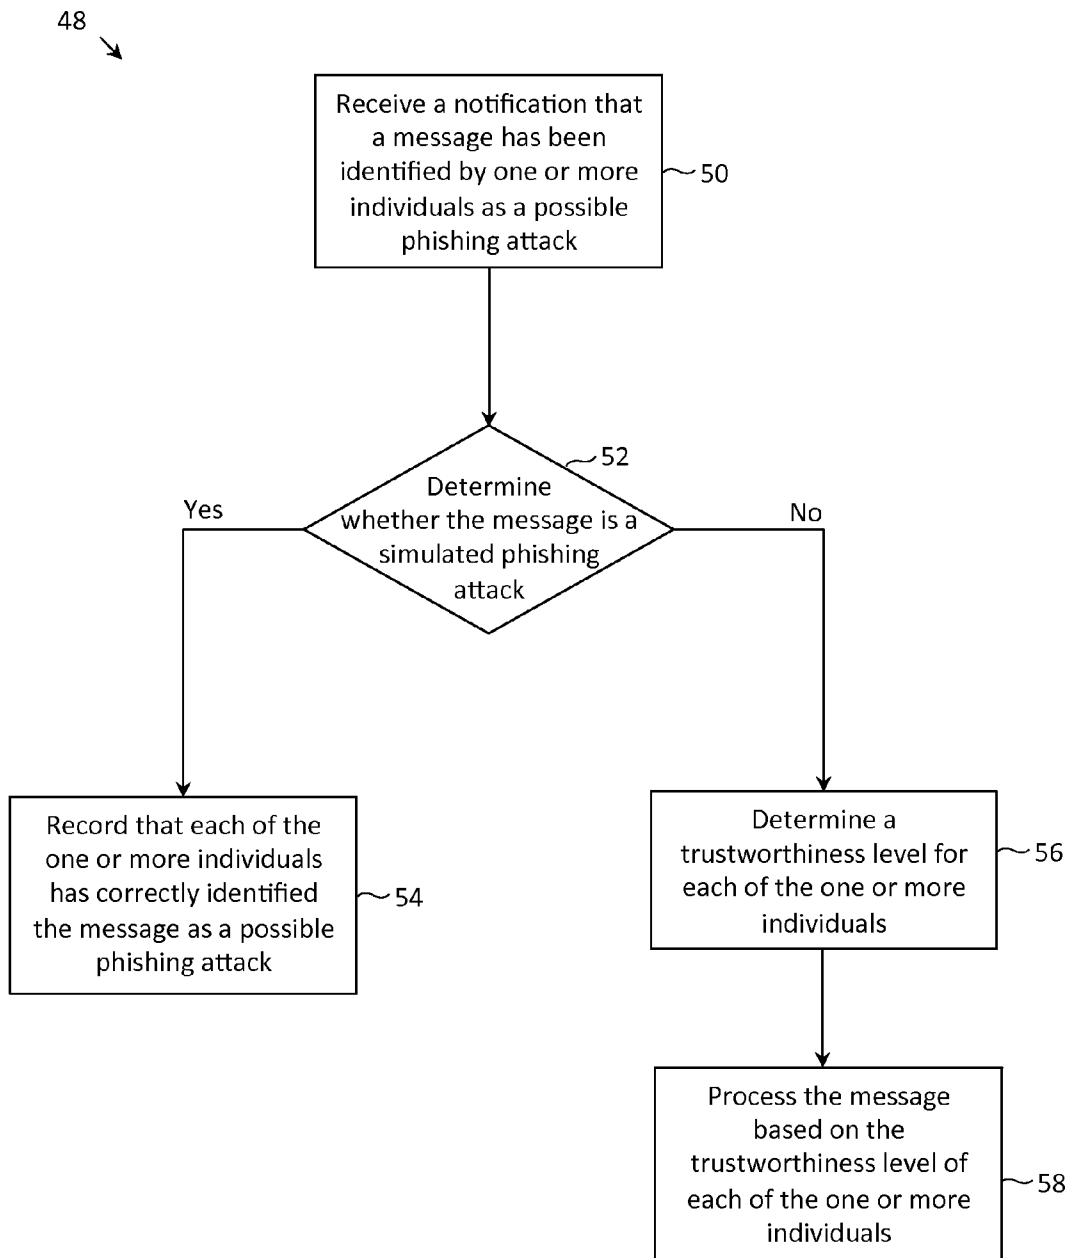 48
Receive a notification that
a message has been
identified by one or more
individuals as a possible
phishing attack
50
52
Determine
whether the message is a
simulated phishing
attack
Yes
No
Record that each of the
one or more individuals
has correctly identified
the message as a possible
phishing attack
54
Determine a
trustworthiness level for
each of the one or more
individuals
56
Process the message
based on the
trustworthiness level of
each of the one or more
individuals
58